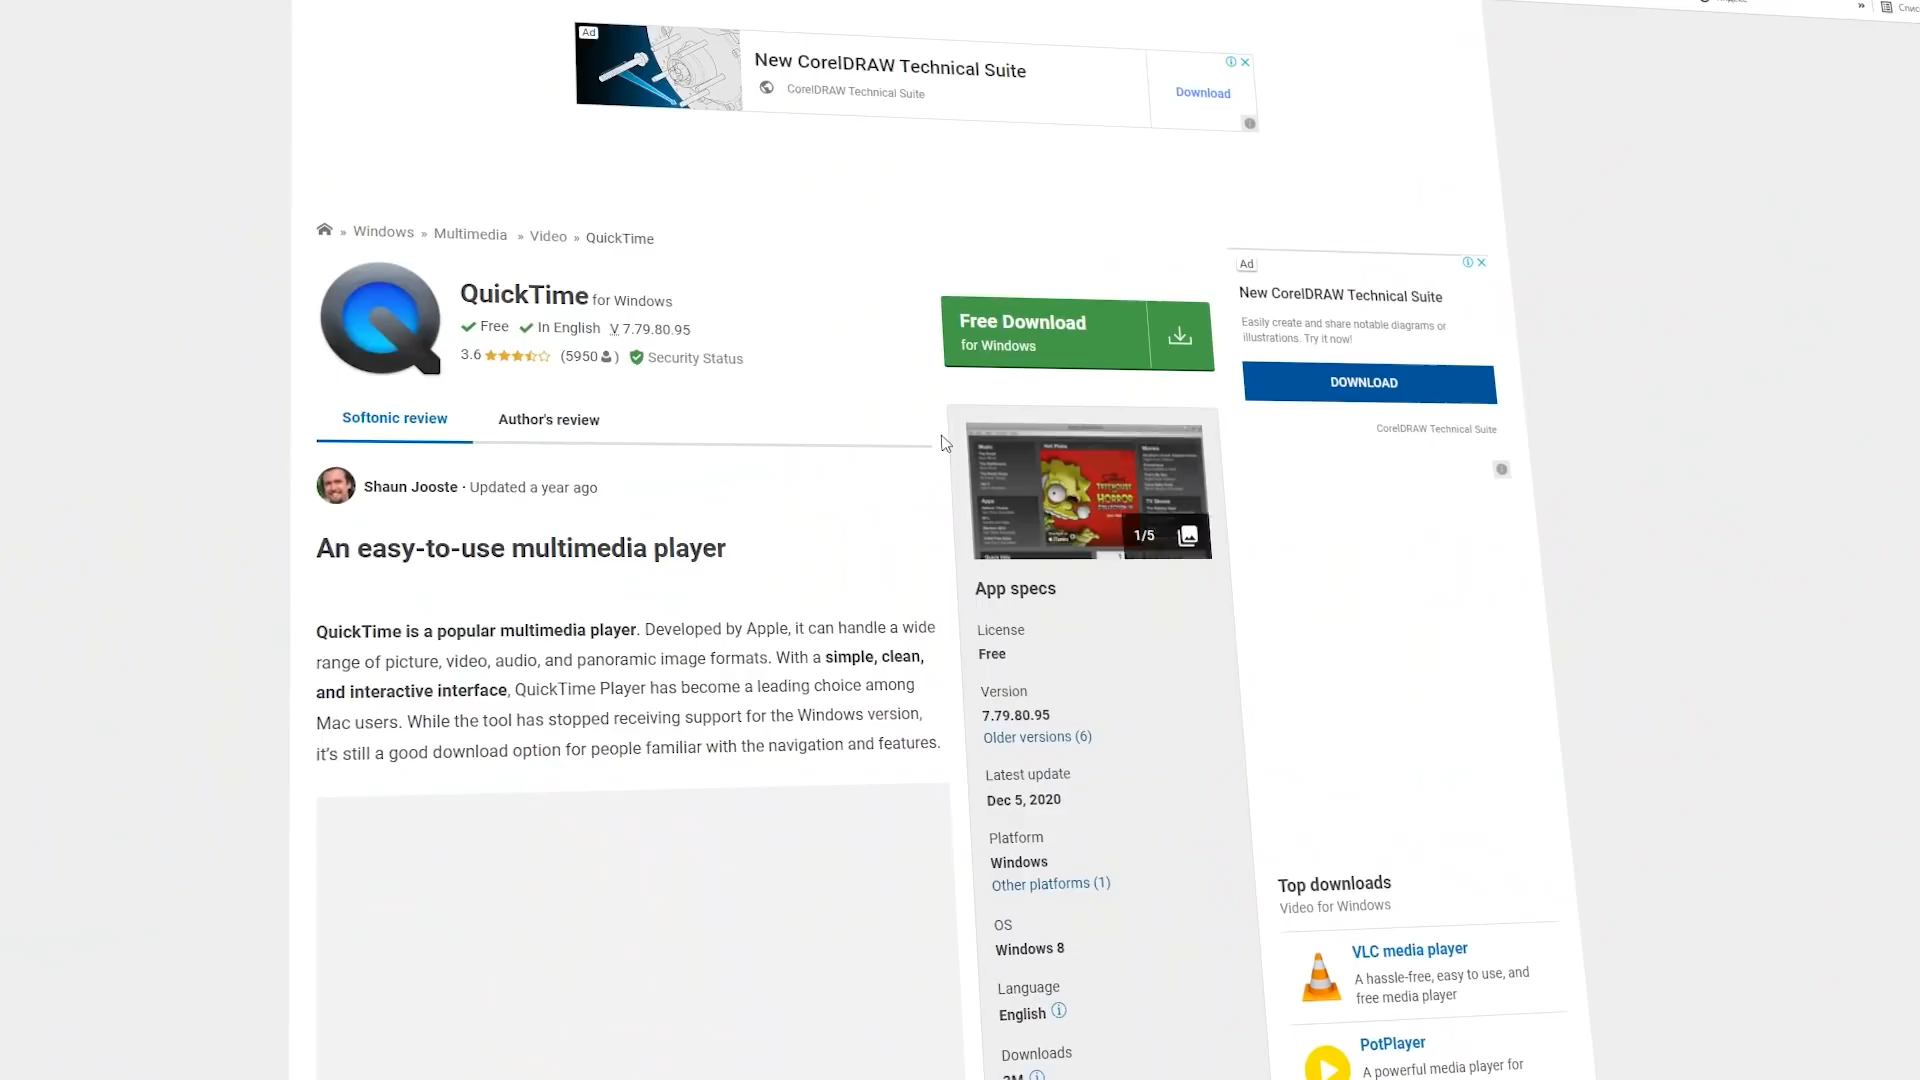 Ad
New CorelDRAW Technical Suite
CorelDRAW Technical Suite
Download
» Windows » Multimedia » Video » QuickTime
QuickTime for Windows
Free In English V 7.79.80.95
3.6 (5950) Security Status
Free Download
for Windows
Ad
New CorelDRAW Technical Suite
Easily create and share notable diagrams or
illustrations. Try it now!
DOWNLOAD
CorelDRAW Technical Suite
Softonic review
Author's review
Shaun Jooste · Updated a year ago
An easy-to-use multimedia player
QuickTime is a popular multimedia player. Developed by Apple, it can handle a wide
range of picture, video, audio, and panoramic image formats. With a simple, clean,
and interactive interface, QuickTime Player has become a leading choice among
Mac users. While the tool has stopped receiving support for the Windows version,
it's still a good download option for people familiar with the navigation and features.
TREEHOUSE
OF
HORROR
1/5
App specs
License
Free
Version
7.79.80.95
Older versions (6)
Latest update
Dec 5, 2020
Platform
Windows
Other platforms (1)
OS
Windows 8
Language
English
Downloads
Top downloads
Video for Windows
VLC media player
A hassle-free, easy to use, and
free media player
PotPlayer
A powerful media player for